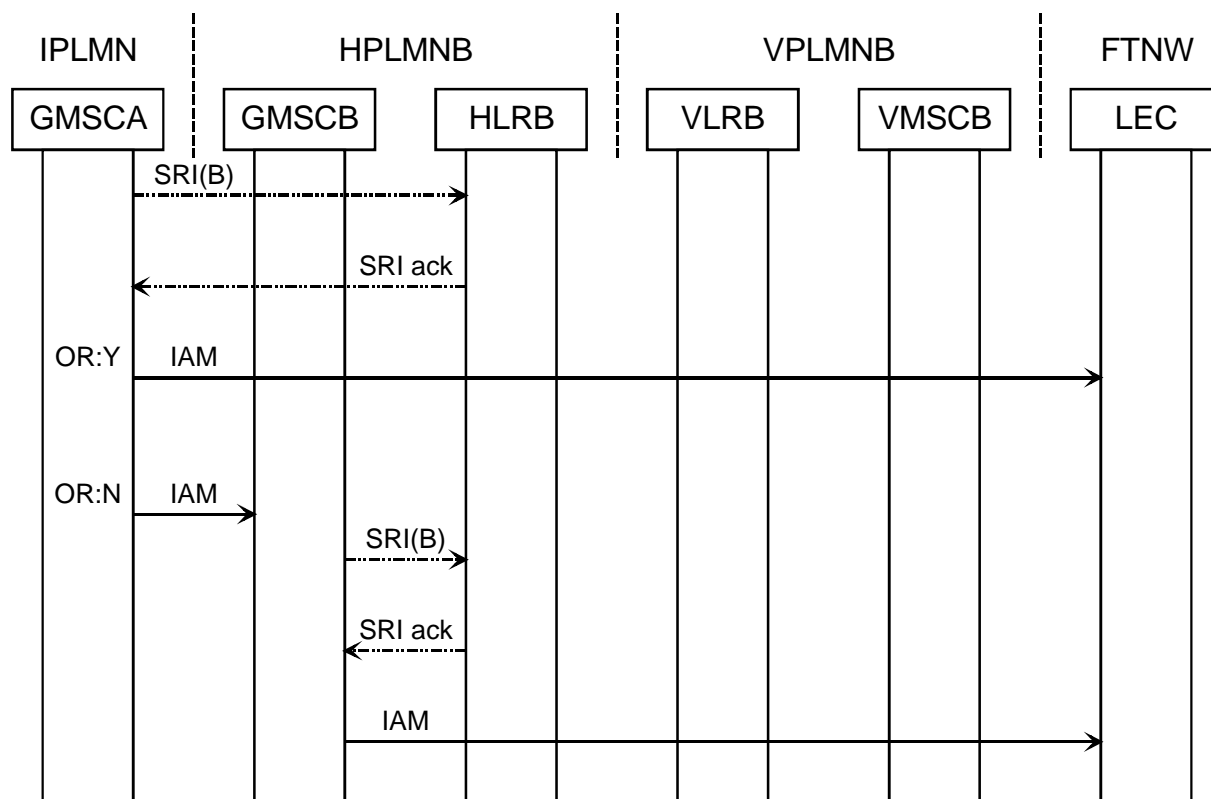 IPLMN HPLMNB VPLMNB FTNW
GMSCA GMSCB HLRB VLRB VMSCB LEC
SRI(B)
SRI ack
OR:Y IAM
OR:N IAM
SRI(B)
SRI ack
IAM